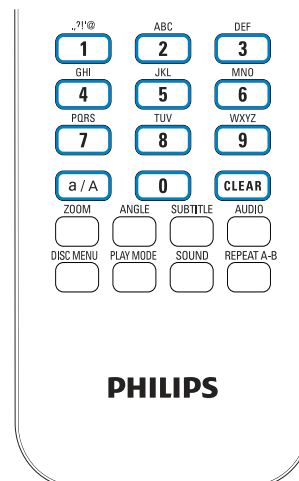 .,?!'@ ABC DEF
1 2 3
GHI JKL MNO
4 5 6
PQRS TUV WXYZ
7 8 9
a / A 0 CLEAR
ZOOM ANGLE SUBTITLE AUDIO
DISC MENU PLAY MODE SOUND REPEAT A-B
PHILIPS